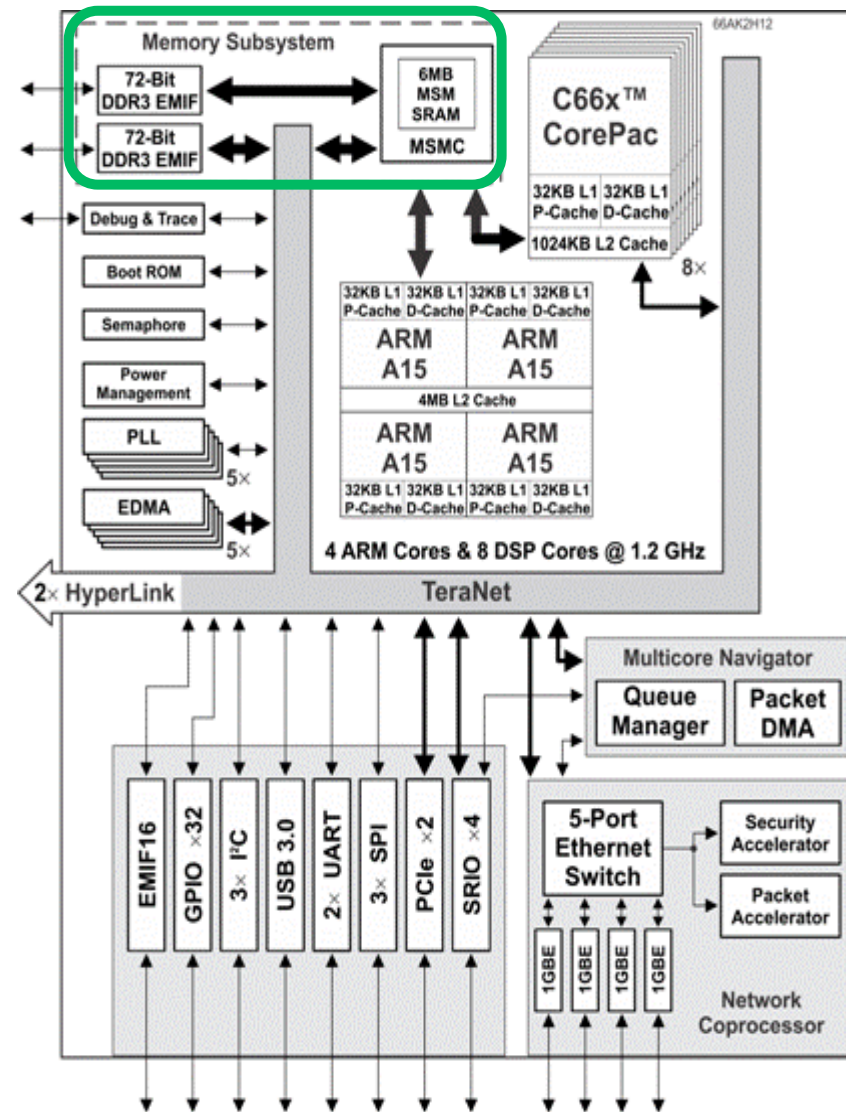 66AK2H12
Memory Subsystem
72-Bit
DDR3 EMIF
72-Bit
DDR3 EMIF
6MB
MSM
SRAM
MSMC
C66x™
CorePac
32KB L1 32KB L1
P-Cache D-Cache
1024KB L2 Cache
8×
Debug & Trace
Boot ROM
Semaphore
Power
Management
PLL
5×
EDMA
5×
32KB L1 32KB L1 32KB L1 32KB L1
P-Cache D-Cache P-Cache D-Cache
ARM ARM
A15 A15
4MB L2 Cache
ARM ARM
A15 A15
32KB L1 32KB L1 32KB L1 32KB L1
P-Cache D-Cache P-Cache D-Cache
4 ARM Cores & 8 DSP Cores @ 1.2 GHz
2× HyperLink
TeraNet
Multicore Navigator
Queue
Manager
Packet
DMA
EMIF16
GPIO ×32
3× I²C
USB 3.0
2× UART
3× SPI
PCIe ×2
SRIO ×4
5-Port
Ethernet
Switch
Security
Accelerator
Packet
Accelerator
1GBE
1GBE
1GBE
1GBE
Network
Coprocessor